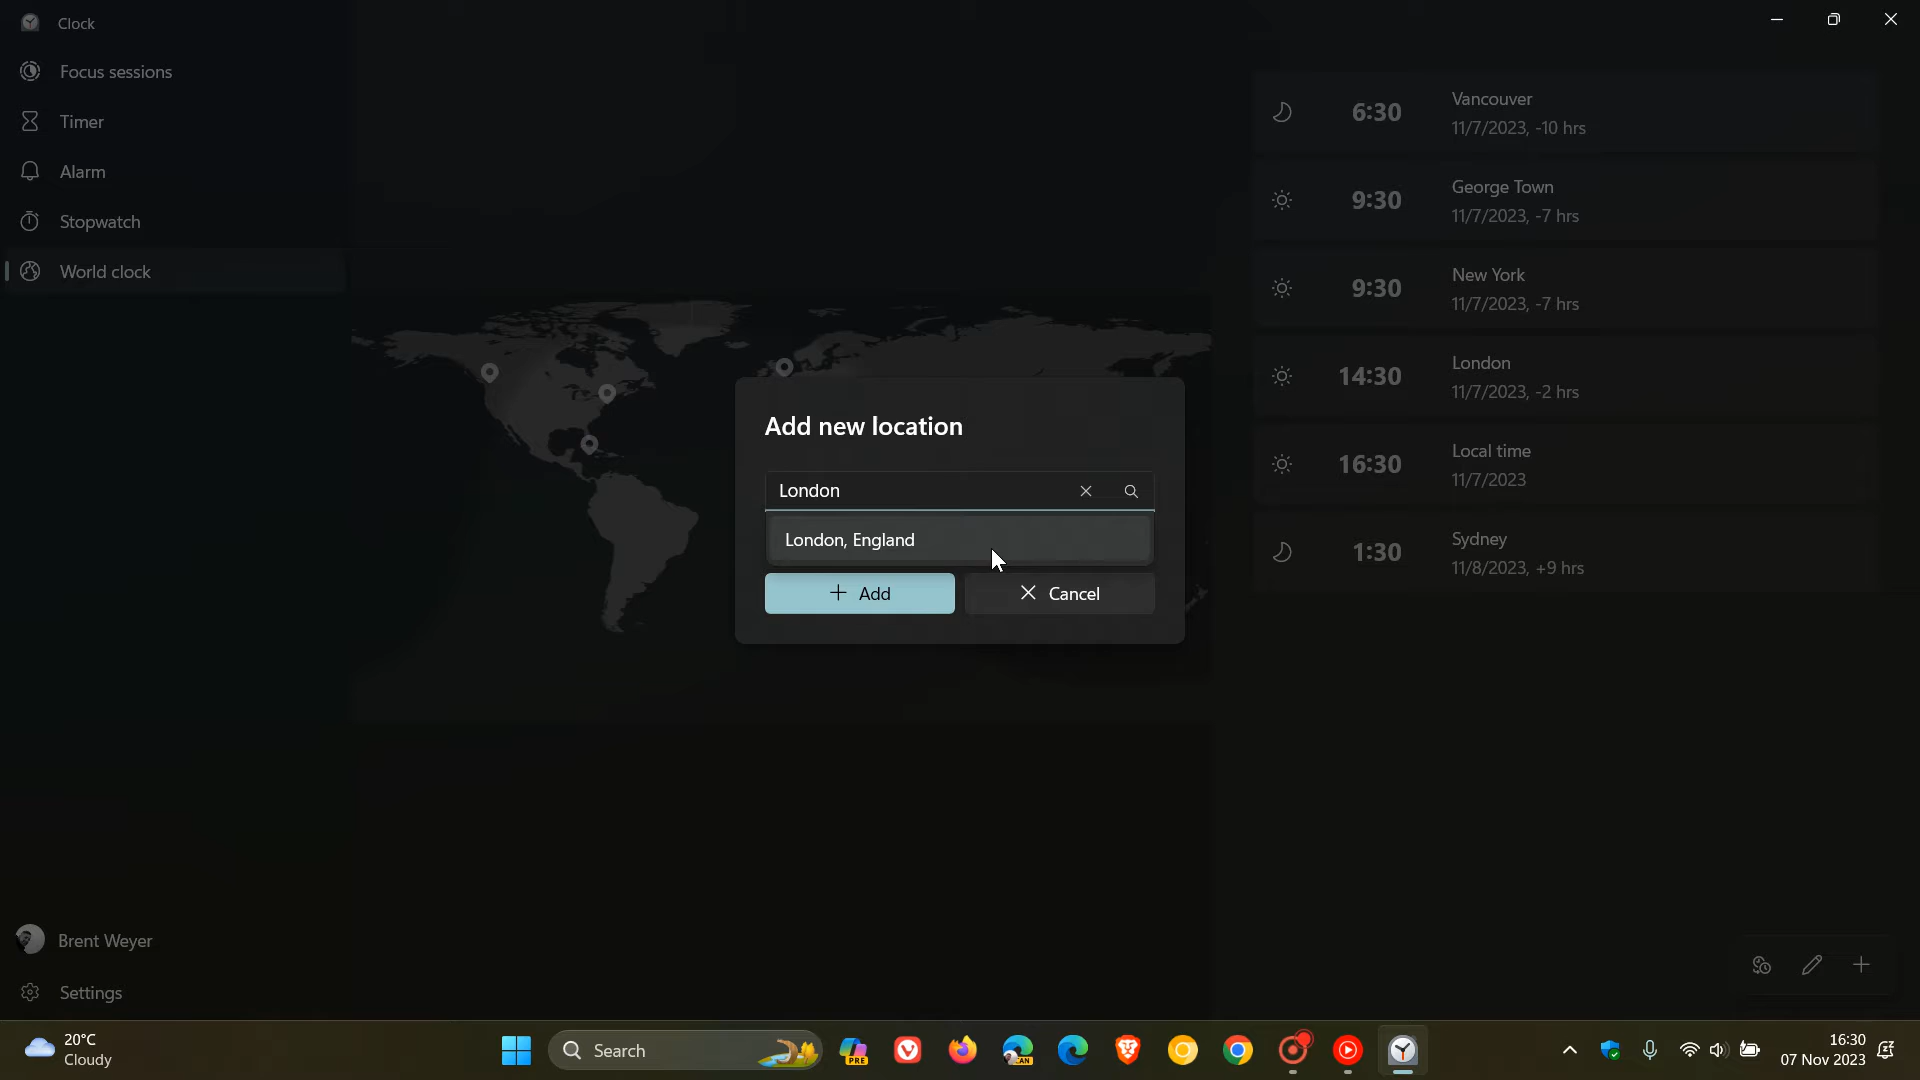 Clock
Focus sessions
Timer
Alarm
Stopwatch
World clock
6:30
Vancouver
11/7/2023, -10 hrs
9:30
George Town
11/7/2023, -7 hrs
9:30
New York
11/7/2023, -7 hrs
14:30
London
11/7/2023, -2 hrs
16:30
Local time
11/7/2023
1:30
Sydney
11/8/2023, +9 hrs
Add new location
London
London, England
Add
Cancel
Brent Weyer
Settings
20°C
Cloudy
Search
PRE
CAN
16:30
07 Nov 2023